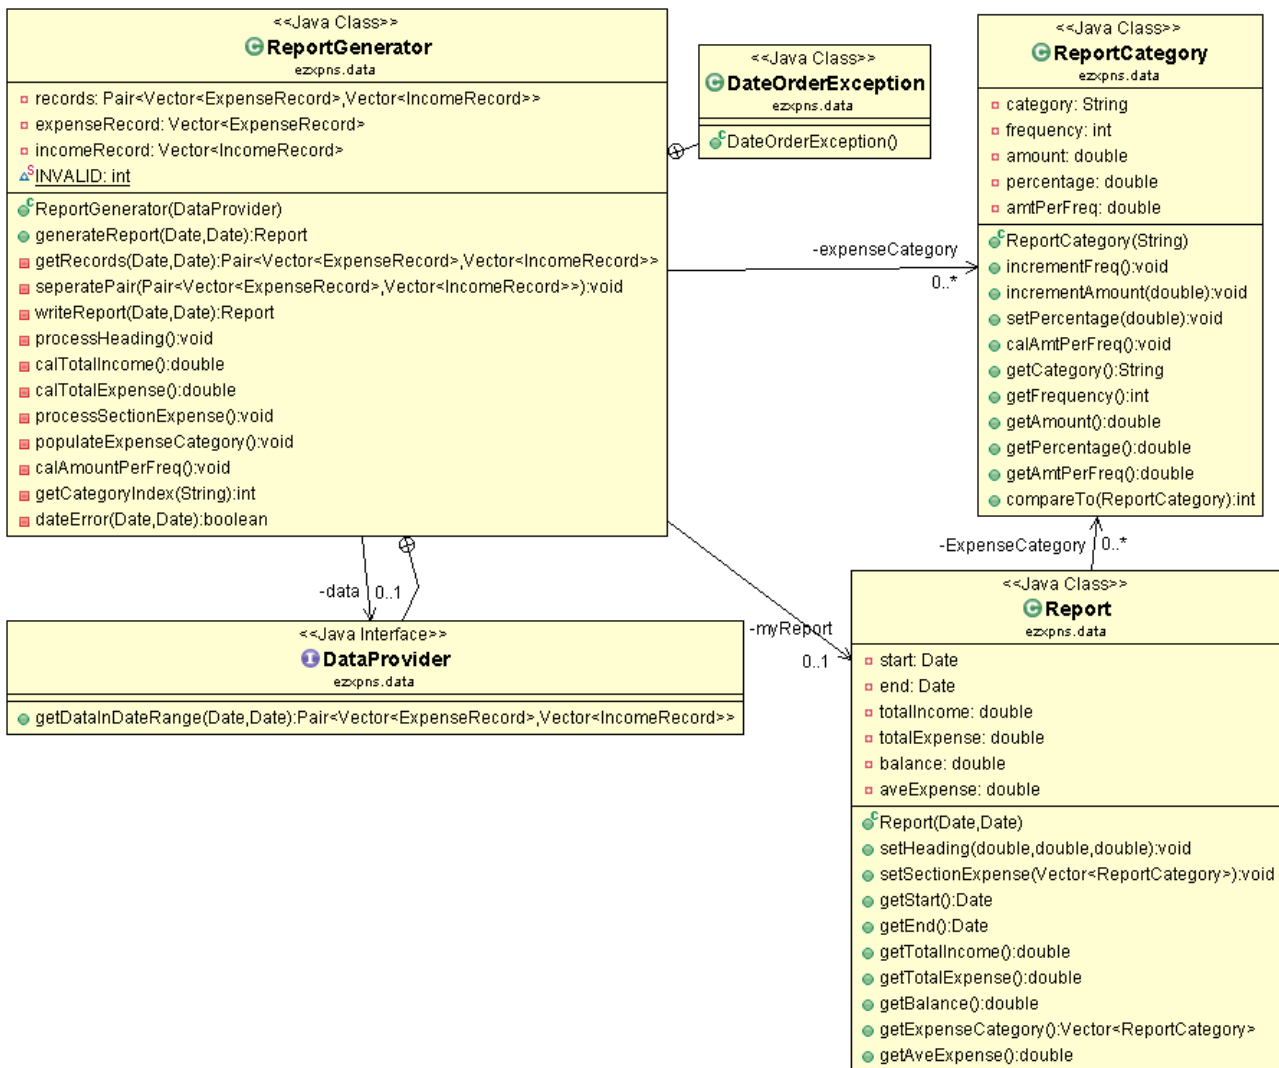 <<Java Class>>
ReportGenerator
ezxpns.data
records: Pair<Vector<ExpenseRecord>,Vector<IncomeRecord>>
expenseRecord: Vector<ExpenseRecord>
incomeRecord: Vector<IncomeRecord>
INVALID: int
ReportGenerator(DataProvider)
generateReport(Date,Date):Report
getRecords(Date,Date):Pair<Vector<ExpenseRecord>,Vector<IncomeRecord>>
seperatePair(Pair<Vector<ExpenseRecord>,Vector<IncomeRecord>>):void
writeReport(Date,Date):Report
processHeading():void
calTotalIncome():double
calTotalExpense():double
processSectionExpense():void
populateExpenseCategory():void
calAmountPerFreq():void
getCategoryIndex(String):int
dateError(Date,Date):boolean
<<Java Class>>
DateOrderException
ezxpns.data
DateOrderException()
<<Java Class>>
ReportCategory
ezxpns.data
category: String
frequency: int
amount: double
percentage: double
amtPerFreq: double
ReportCategory(String)
incrementFreq():void
incrementAmount(double):void
setPercentage(double):void
calAmtPerFreq():void
getCategory():String
getFrequency():int
getAmount():double
getPercentage():double
getAmtPerFreq():double
compareTo(ReportCategory):int
-expenseCategory
0..*
-ExpenseCategory 0..*
-data 0..1
-myReport
0..1
<<Java Interface>>
DataProvider
ezxpns.data
getDataInDateRange(Date,Date):Pair<Vector<ExpenseRecord>,Vector<IncomeRecord>>
<<Java Class>>
Report
ezxpns.data
start: Date
end: Date
totalIncome: double
totalExpense: double
balance: double
aveExpense: double
Report(Date,Date)
setHeading(double,double,double):void
setSectionExpense(Vector<ReportCategory>):void
getStart():Date
getEnd():Date
getTotalIncome():double
getTotalExpense():double
getBalance():double
getExpenseCategory():Vector<ReportCategory>
getAveExpense():double